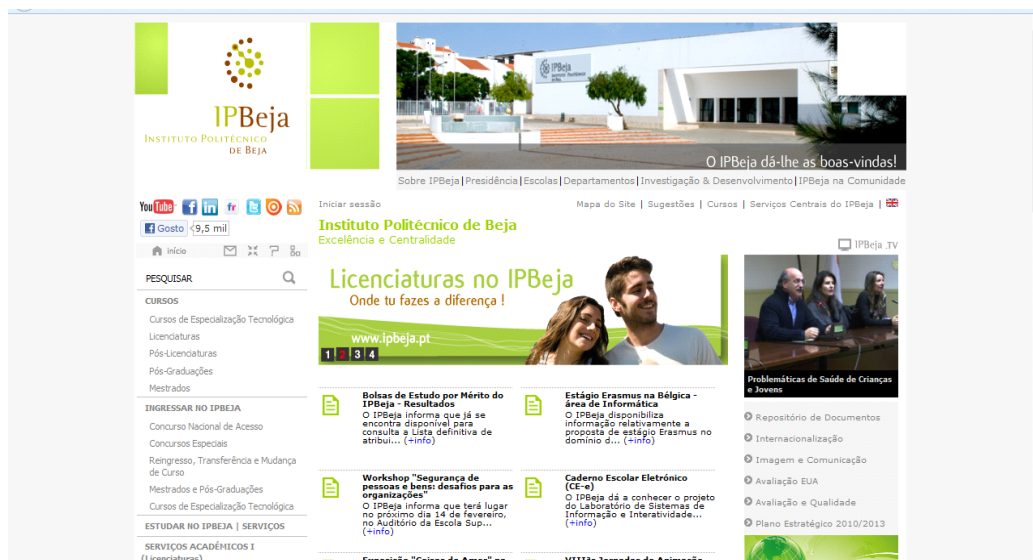 IPBeja
INSTITUTO POLITÉCNICO
DE BEJA
IPBeja
O IPBeja dá-lhe as boas-vindas!
Sobre IPBeja|Presidência|Escolas|Departamentos|Investigação & Desenvolvimento|IPBeja na Comunidade
YouTube f in fr
Gosto 9,5 mil
início
PESQUISAR
CURSOS
Cursos de Especialização Tecnológica
Licenciaturas
Pós-Licenciaturas
Pós-Graduações
Mestrados
INGRESSAR NO IPBEJA
Concurso Nacional de Acesso
Concursos Especiais
Reingresso, Transferência e Mudança
de Curso
Mestrados e Pós-Graduações
Cursos de Especialização Tecnológica
ESTUDAR NO IPBEJA | SERVIÇOS
SERVIÇOS ACADÉMICOS I
(Licenciaturas)
Iniciar sessão
Mapa do Site | Sugestões | Cursos | Serviços Centrais do IPBeja |
Instituto Politécnico de Beja
Excelência e Centralidade
Licenciaturas no IPBeja
Onde tu fazes a diferença !
www.ipbeja.pt
1 2 3 4
Bolsas de Estudo por Mérito do
IPBeja - Resultados
O IPBeja informa que já se
encontra disponível para
consulta a Lista definitiva de
atribui... (+info)
Estágio Erasmus na Bélgica -
área de Informática
O IPBeja disponibiliza
informação relativamente a
proposta de estágio Erasmus no
domínio d... (+info)
Workshop "Segurança de
pessoas e bens: desafios para as
organizações"
O IPBeja informa que terá lugar
no próximo dia 14 de fevereiro,
no Auditório da Escola Sup...
(+info)
Caderno Escolar Eletrónico
(CE-e)
O IPBeja dá a conhecer o projeto
do Laboratório de Sistemas de
Informação e Interatividade...
(+info)
IPBeja .TV
Problemáticas de Saúde de Crianças
e Jovens
Repositório de Documentos
Internacionalização
Imagem e Comunicação
Avaliação EUA
Avaliação e Qualidade
Plano Estratégico 2010/2013